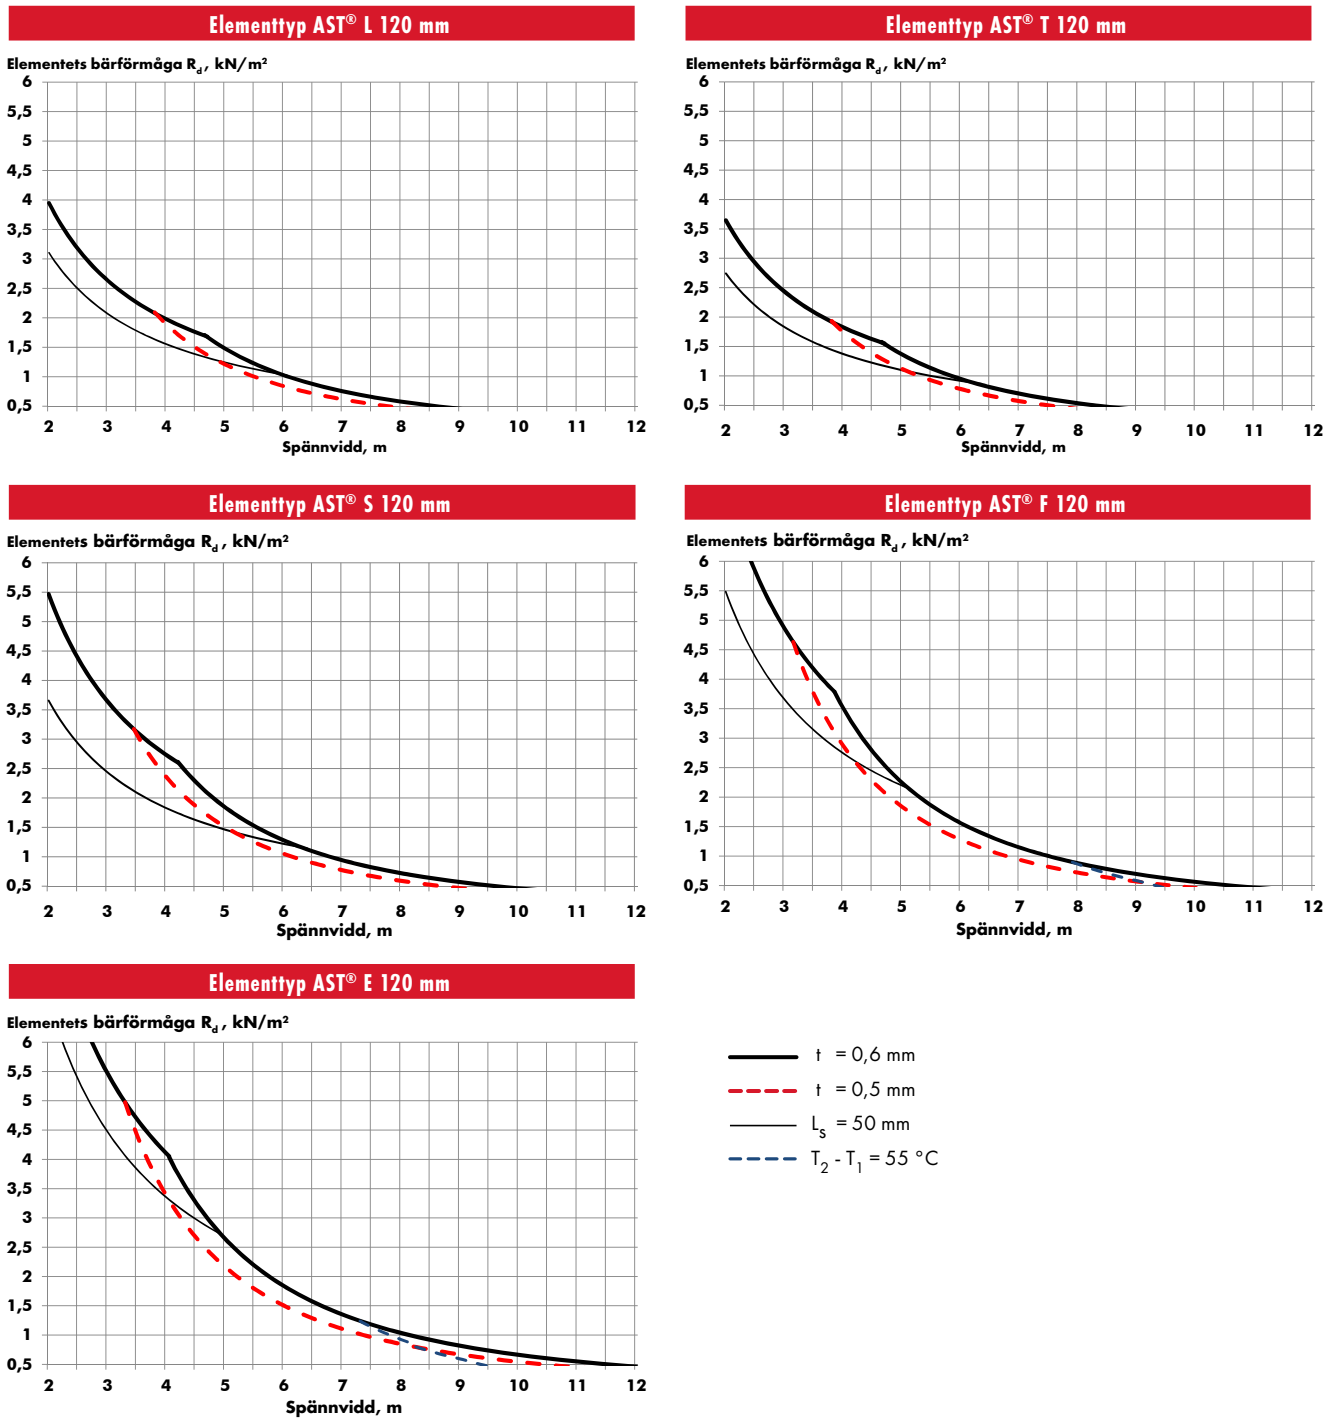 Elementtyp AST® L 120 mm
Elementets bärförmåga Rd, kN/m²
6
5,5
5
4,5
4
3,5
3
2,5
2
1,5
1
0,5
2 3 4 5 6 7 8 9 10 11 12
Spännvidd, m
Elementtyp AST® T 120 mm
Elementets bärförmåga Rd, kN/m²
6
5,5
5
4,5
4
3,5
3
2,5
2
1,5
1
0,5
2 3 4 5 6 7 8 9 10 11 12
Spännvidd, m
Elementtyp AST® S 120 mm
Elementets bärförmåga Rd, kN/m²
6
5,5
5
4,5
4
3,5
3
2,5
2
1,5
1
0,5
2 3 4 5 6 7 8 9 10 11 12
Spännvidd, m
Elementtyp AST® F 120 mm
Elementets bärförmåga Rd, kN/m²
6
5,5
5
4,5
4
3,5
3
2,5
2
1,5
1
0,5
2 3 4 5 6 7 8 9 10 11 12
Spännvidd, m
Elementtyp AST® E 120 mm
Elementets bärförmåga Rd, kN/m²
6
5,5
5
4,5
4
3,5
3
2,5
2
1,5
1
0,5
2 3 4 5 6 7 8 9 10 11 12
Spännvidd, m
t = 0,6 mm
t = 0,5 mm
LS = 50 mm
T2 - T1 = 55 °C